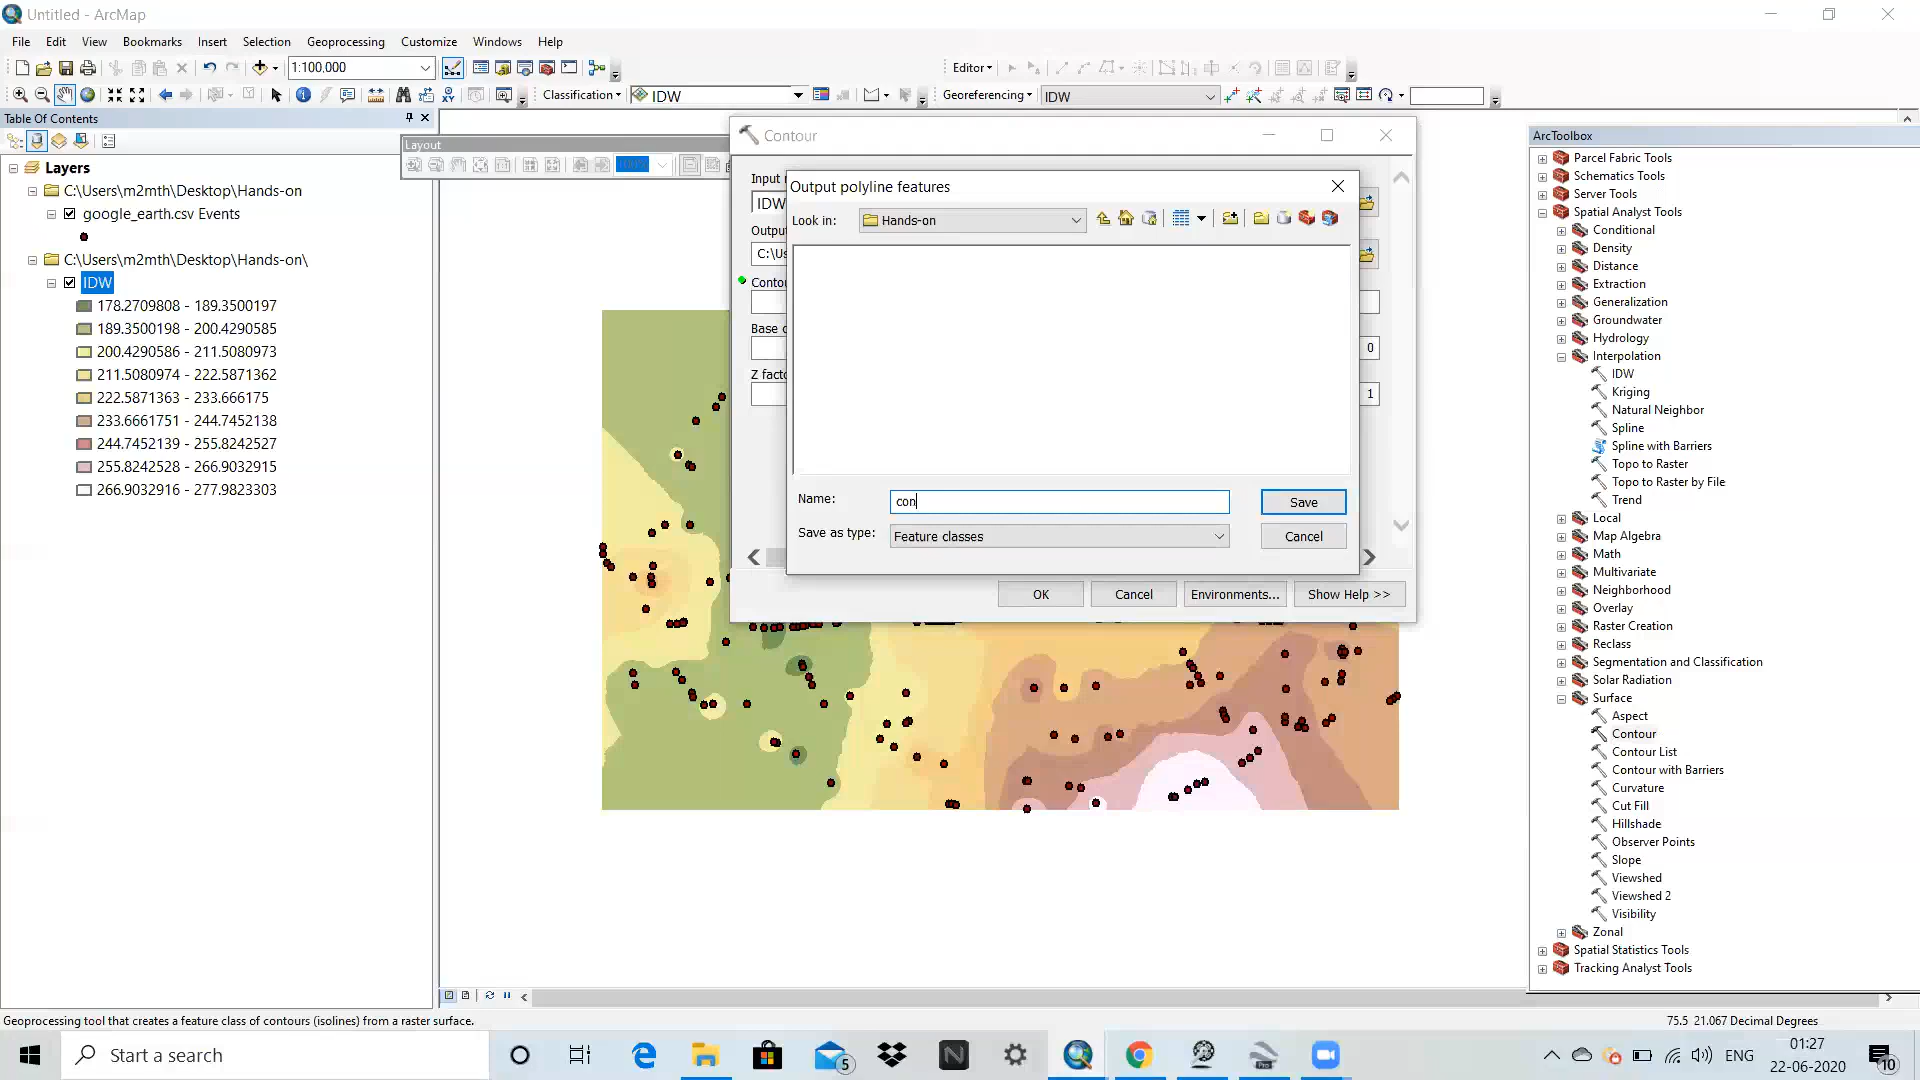 Untitled - ArcMap
File Edit View Bookmarks Insert Selection Geoprocessing Customize Windows Help
1:100,000
Editor
Classification
IDW
Georeferencing
IDW
Table Of Contents
Layers
C:\Users\m2mth\Desktop\Hands-on
google_earth.csv Events
C:\Users\m2mth\Desktop\Hands-on\
IDW
178.2709808 - 189.3500197
189.3500198 - 200.4290585
200.4290586 - 211.5080973
211.5080974 - 222.5871362
222.5871363 - 233.666175
233.6661751 - 244.7452138
244.7452139 - 255.8242527
255.8242528 - 266.9032915
266.9032916 - 277.9823303
Layout
Contour
Input
IDW
Output
C:\Us
Conto
Base c
0
Z facto
1
OK
Cancel
Environments...
Show Help >>
Output polyline features
Look in:
Hands-on
Name:
con
Save
Save as type:
Feature classes
Cancel
ArcToolbox
Parcel Fabric Tools
Schematics Tools
Server Tools
Spatial Analyst Tools
Conditional
Density
Distance
Extraction
Generalization
Groundwater
Hydrology
Interpolation
IDW
Kriging
Natural Neighbor
Spline
Spline with Barriers
Topo to Raster
Topo to Raster by File
Trend
Local
Map Algebra
Math
Multivariate
Neighborhood
Overlay
Raster Creation
Reclass
Segmentation and Classification
Solar Radiation
Surface
Aspect
Contour
Contour List
Contour with Barriers
Curvature
Cut Fill
Hillshade
Observer Points
Slope
Viewshed
Viewshed 2
Visibility
Zonal
Spatial Statistics Tools
Tracking Analyst Tools
Geoprocessing tool that creates a feature class of contours (isolines) from a raster surface.
75.5 21.067 Decimal Degrees
Start a search
5
ENG
01:27
22-06-2020
10